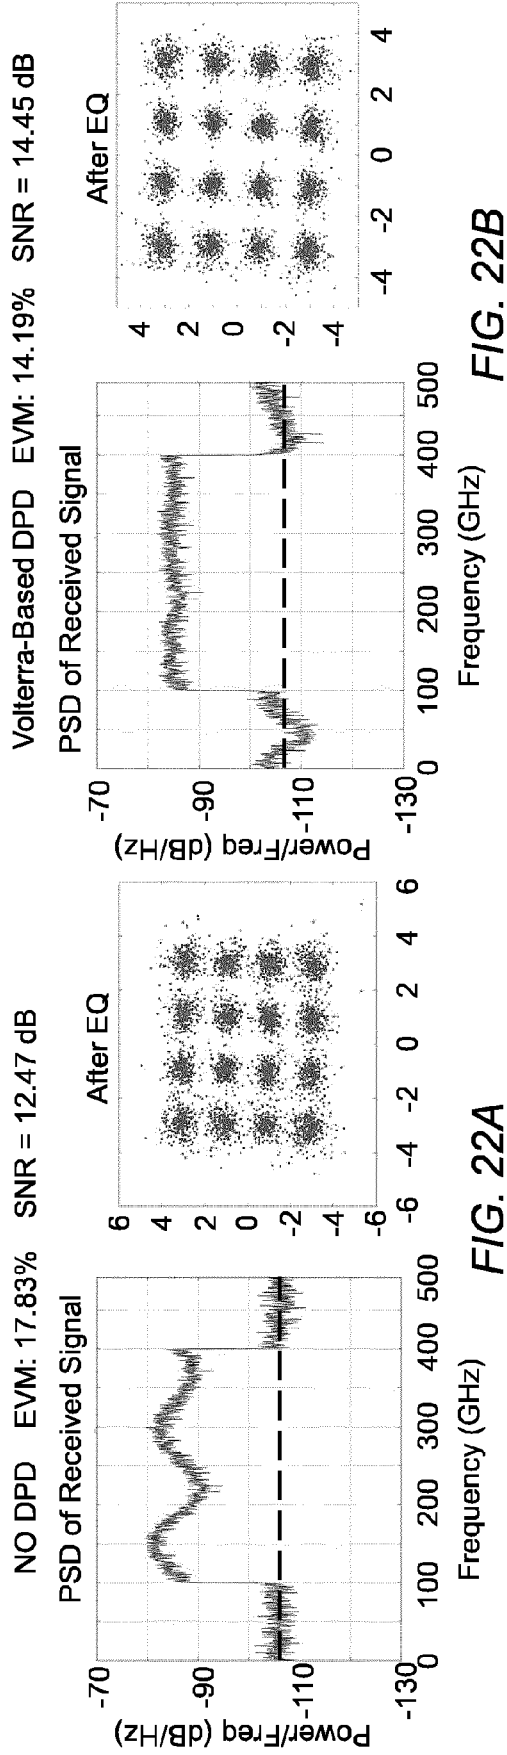 NO DPD EVM: 17.83% SNR = 12.47 dB
PSD of Received Signal
Power/Freq (dB/Hz)
-70
-90
-110
-130
0 100 200 300 400 500
Frequency (GHz)
After EQ
6
4
2
0
-2
-4
-6
-6 -4 -2 0 2 4 6
FIG. 22A
Volterra-Based DPD EVM: 14.19% SNR = 14.45 dB
PSD of Received Signal
Power/Freq (dB/Hz)
-70
-90
-110
-130
0 100 200 300 400 500
Frequency (GHz)
After EQ
4
2
0
-2
-4
-4 -2 0 2 4
FIG. 22B